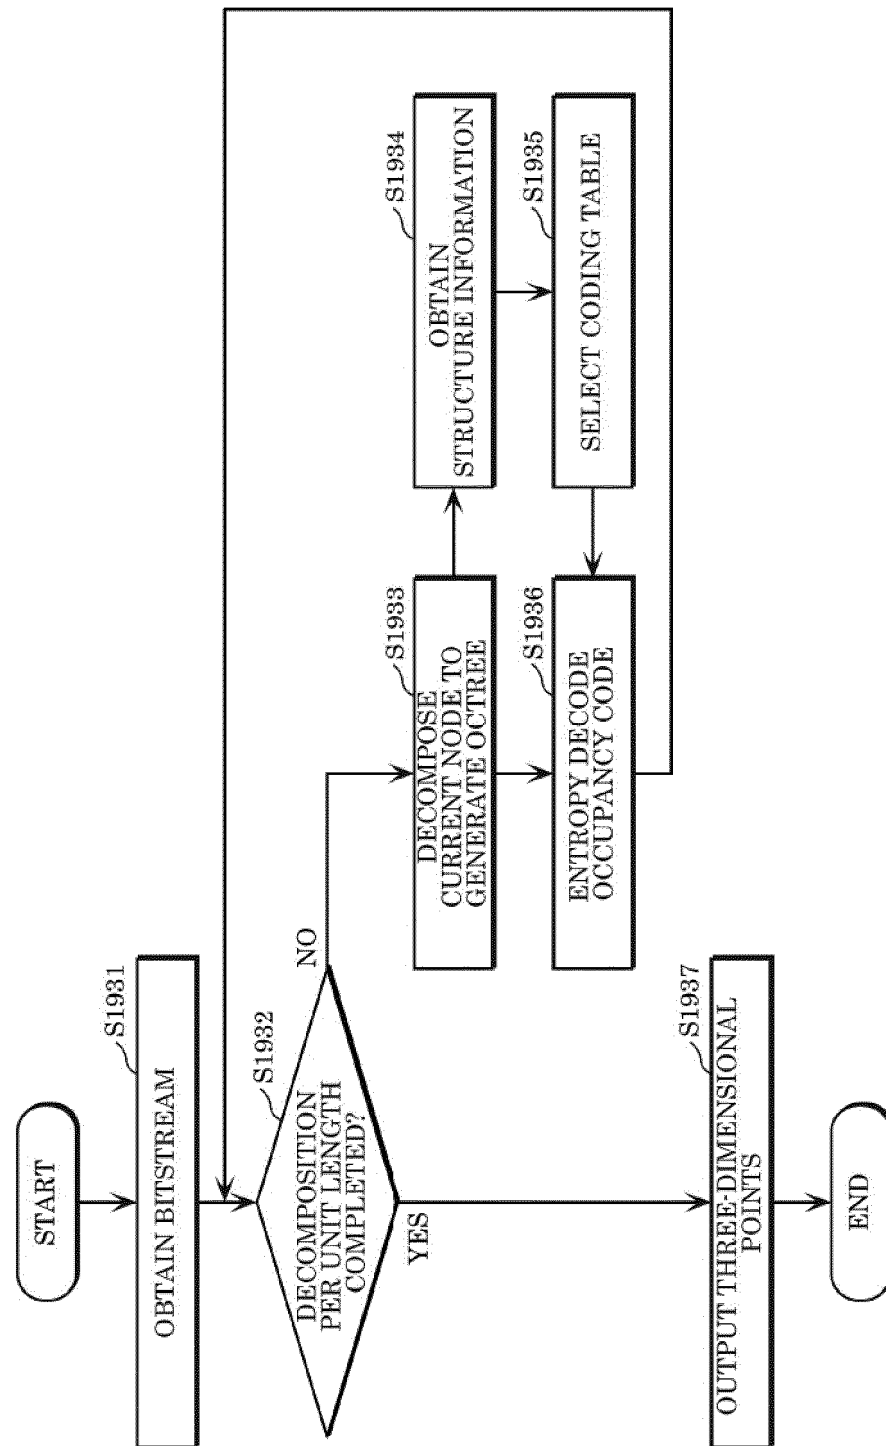 START
S1931
OBTAIN BITSTREAM
S1932
DECOMPOSITION
PER UNIT LENGTH
COMPLETED?
NO
YES
S1933
DECOMPOSE
CURRENT NODE TO
GENERATE OCTREE
S1934
OBTAIN
STRUCTURE INFORMATION
S1935
SELECT CODING TABLE
S1936
ENTROPY DECODE
OCCUPANCY CODE
S1937
OUTPUT THREE-DIMENSIONAL
POINTS
END